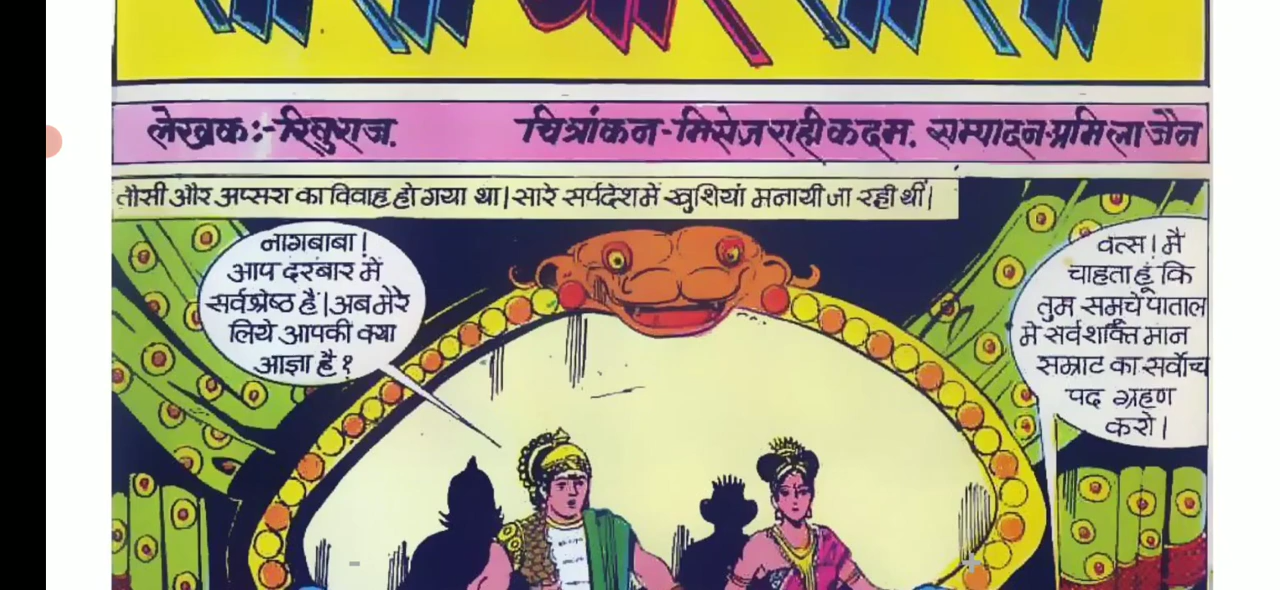 लेखक:- रितुराज. चित्रांकन-मिसेज राही कदम. सम्पादन-प्रमिला जैन
तौसी और अप्सरा का विवाह हो गया था। सारे सर्पदेश में खुशियां मनायी जा रही थीं।
नागबाबा!
आप दरबार में
सर्वश्रेष्ठ हैं। अब मेरे
लिये आपकी क्या
आज्ञा है?
वत्स। मै
चाहता हूं कि
तुम समूचे पाताल
मे सर्वशक्तिमान
सम्राट का सर्वोच्च
पद ग्रहण
करो।